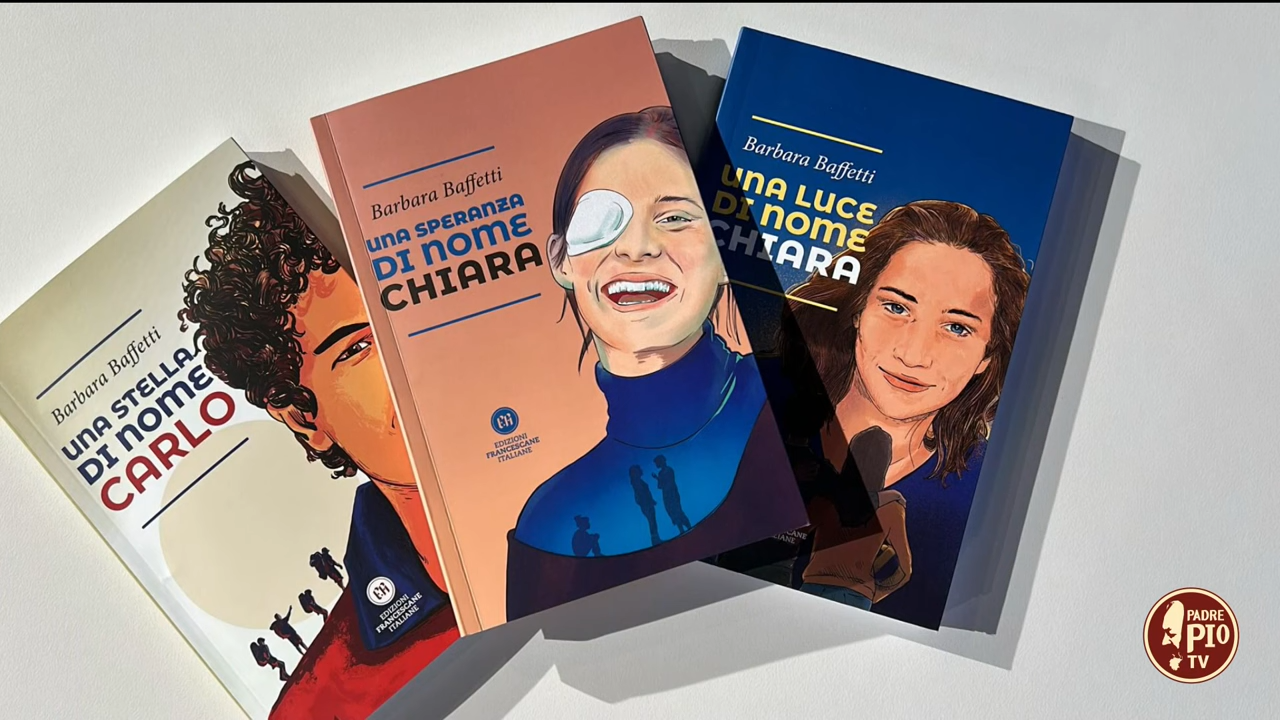 Barbara Baffetti
UNA STELLA
DI NOME
CARLO
EDIZIONI
FRANCESCANE
ITALIANE
Barbara Baffetti
UNA SPERANZA
DI NOME
CHIARA
EDIZIONI
FRANCESCANE
ITALIANE
Barbara Baffetti
UNA LUCE
DI NOME
CHIARA
PADRE
PIO
TV